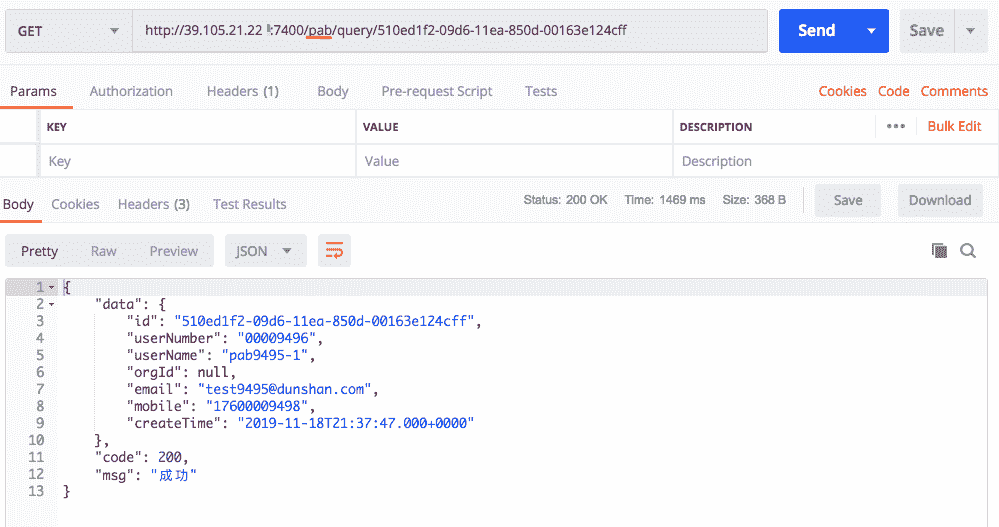 GET http://39.105.21.22 :7400/pab/query/510ed1f2-09d6-11ea-850d-00163e124cff Send Save
Params Authorization Headers (1) Body Pre-request Script Tests Cookies Code Comments
KEY VALUE DESCRIPTION ••• Bulk Edit
Key Value Description
Body Cookies Headers (3) Test Results Status: 200 OK Time: 1469 ms Size: 368 B Save Download
Pretty Raw Preview JSON
1 {
2 "data": {
3 "id": "510ed1f2-09d6-11ea-850d-00163e124cff",
4 "userNumber": "00009496",
5 "userName": "pab9495-1",
6 "orgId": null,
7 "email": "test9495@dunshan.com",
8 "mobile": "17600009498",
9 "createTime": "2019-11-18T21:37:47.000+0000"
10 },
11 "code": 200,
12 "msg": "成功"
13 }